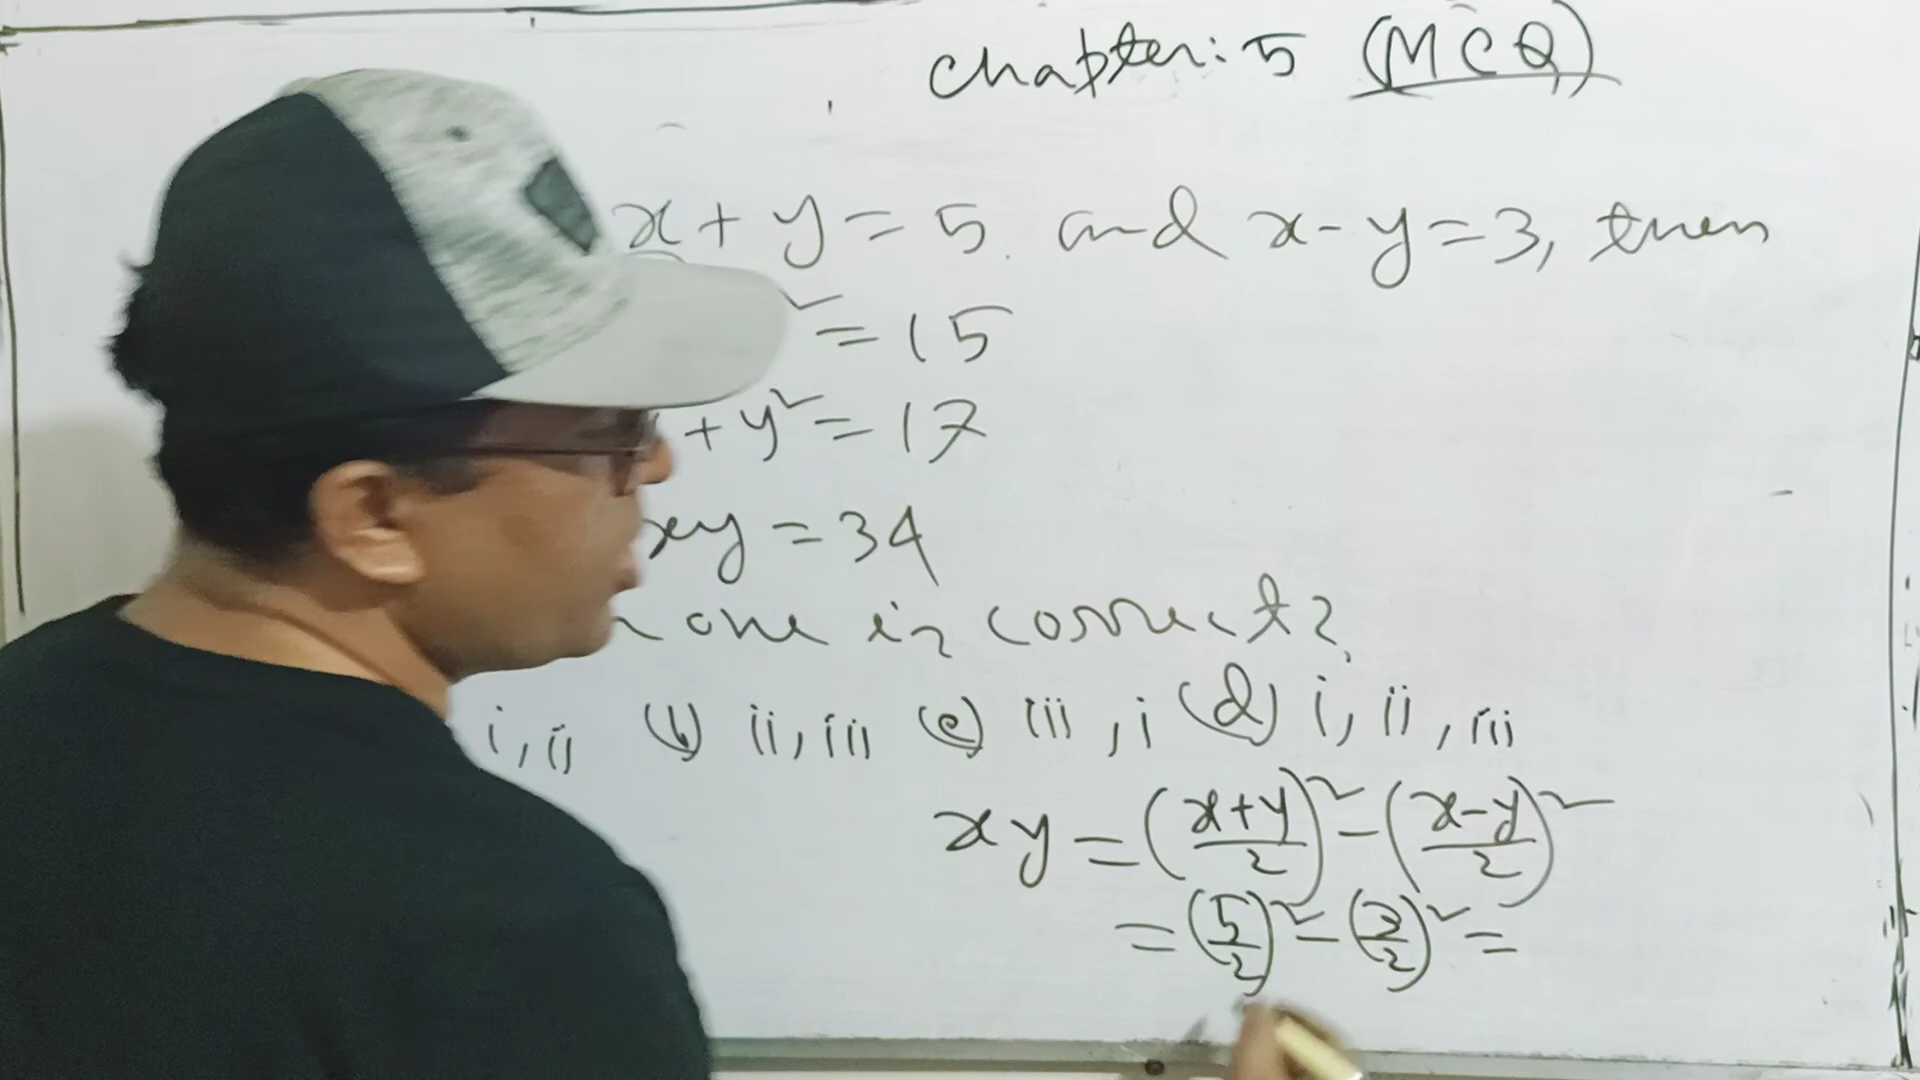 Chapter: 5 (MCQ)
x + y = 5 and x - y = 3, then
² = 15
+ y² = 17
xy = 34
one is correct?
i, ii (b) ii, iii (c) iii, i (d) i, ii, iii
xy = ((x+y)/2)² - ((x-y)/2)²
= (5/2)² - (3/2)² =